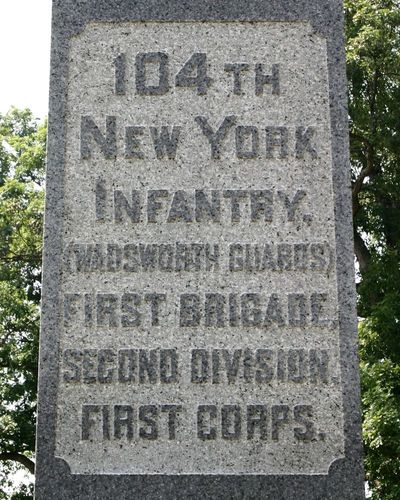 104TH
NEW YORK
INFANTRY.
(WADSWORTH GUARDS)
FIRST BRIGADE,
SECOND DIVISION,
FIRST CORPS.